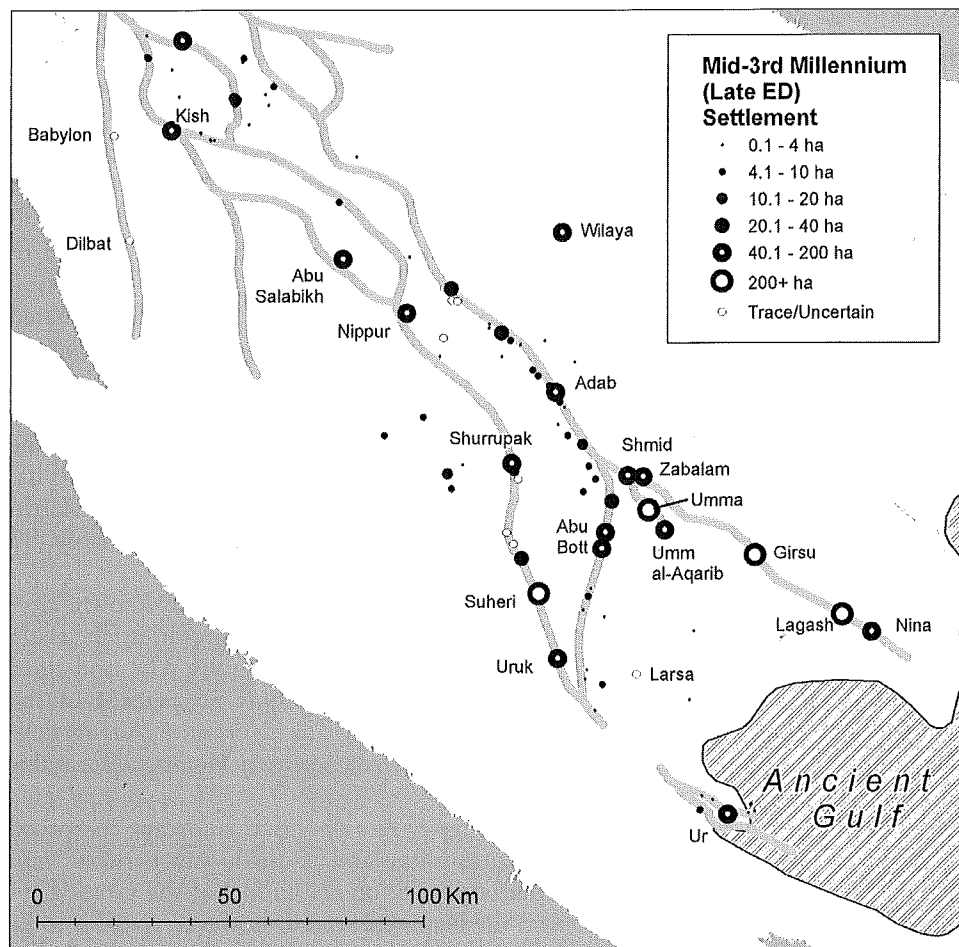 Mid-3rd Millennium
(Late ED)
Settlement
0.1 - 4 ha
4.1 - 10 ha
10.1 - 20 ha
20.1 - 40 ha
40.1 - 200 ha
200+ ha
Trace/Uncertain
Kish
Babylon
Dilbat
Wilaya
Abu
Salabikh
Nippur
Adab
Shurrupak
Shmid
Zabalam
Umma
Abu
Bott
Umm
al-Aqarib
Girsu
Suheri
Lagash
Nina
Uruk
Larsa
Ancient
Gulf
Ur
0 50 100 Km